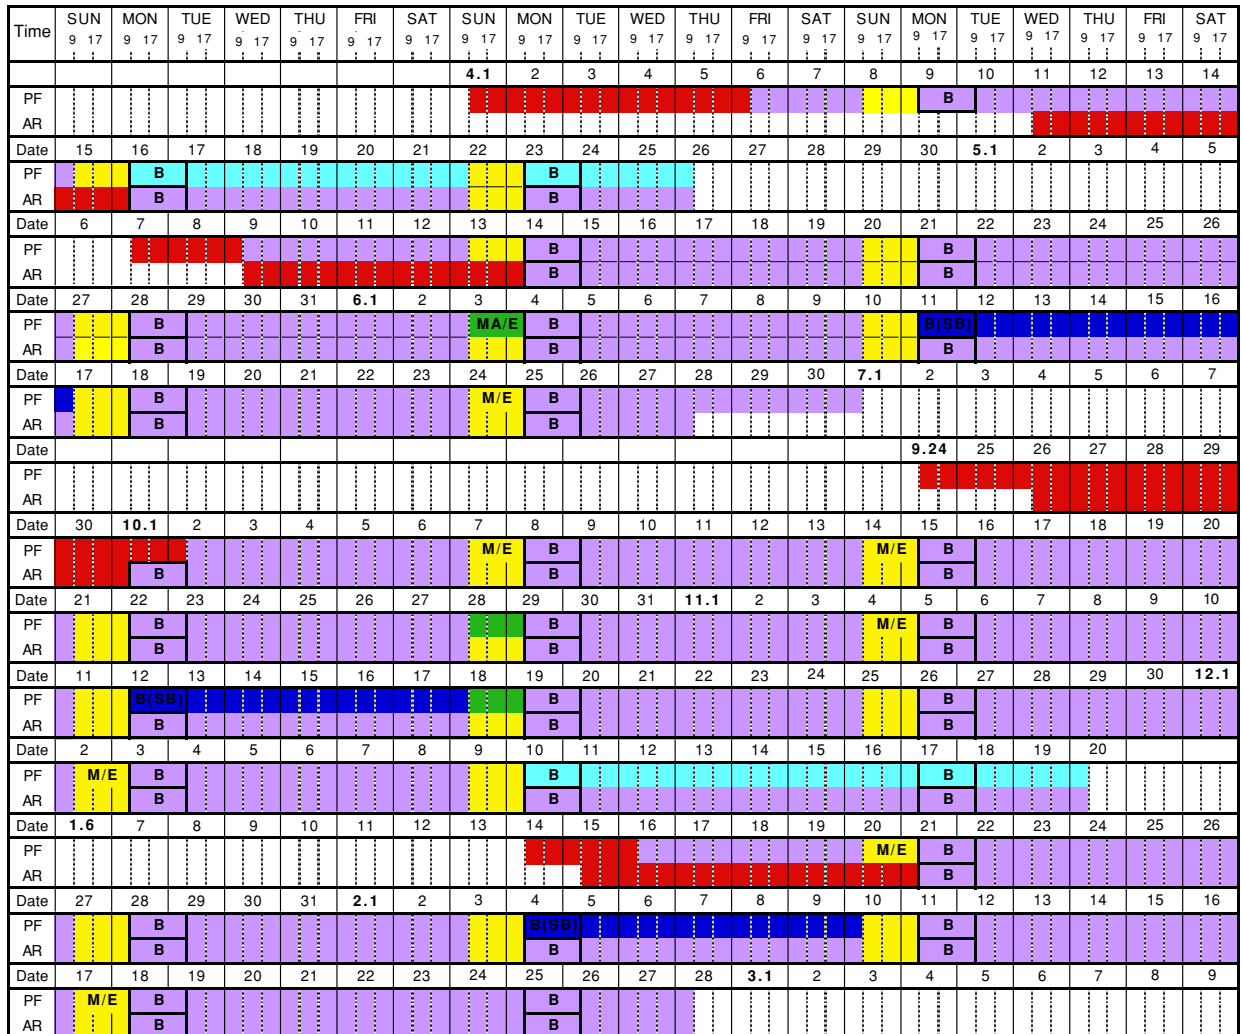 Time SUN MON TUE WED THU FRI SAT SUN MON TUE WED THU FRI SAT SUN MON TUE WED THU FRI SAT
9 17 9 17 9 17 9 17 9 17 9 17 9 17 9 17 9 17 9 17 9 17 9 17 9 17 9 17 9 17 9 17 9 17 9 17 9 17 9 17 9 17
4.1 2 3 4 5 6 7 8 9 10 11 12 13 14
PF B
AR
Date 15 16 17 18 19 20 21 22 23 24 25 26 27 28 29 30 5.1 2 3 4 5
PF B B
AR B B
Date 6 7 8 9 10 11 12 13 14 15 16 17 18 19 20 21 22 23 24 25 26
PF B B
AR B B
Date 27 28 29 30 31 6.1 2 3 4 5 6 7 8 9 10 11 12 13 14 15 16
PF B MA/E B B(SB)
AR B B B
Date 17 18 19 20 21 22 23 24 25 26 27 28 29 30 7.1 2 3 4 5 6 7
PF B M/E B
AR B B
Date 9.24 25 26 27 28 29
PF
AR
Date 30 10.1 2 3 4 5 6 7 8 9 10 11 12 13 14 15 16 17 18 19 20
PF M/E B M/E B
AR B B B
Date 21 22 23 24 25 26 27 28 29 30 31 11.1 2 3 4 5 6 7 8 9 10
PF B B M/E B
AR B B B
Date 11 12 13 14 15 16 17 18 19 20 21 22 23 24 25 26 27 28 29 30 12.1
PF B(SB) B B
AR B B B
Date 2 3 4 5 6 7 8 9 10 11 12 13 14 15 16 17 18 19 20
PF M/E B B B
AR B B B
Date 1.6 7 8 9 10 11 12 13 14 15 16 17 18 19 20 21 22 23 24 25 26
PF M/E B
AR B
Date 27 28 29 30 31 2.1 2 3 4 5 6 7 8 9 10 11 12 13 14 15 16
PF B B(SB) B
AR B B B
Date 17 18 19 20 21 22 23 24 25 26 27 28 3.1 2 3 4 5 6 7 8 9
PF M/E B B
AR B B